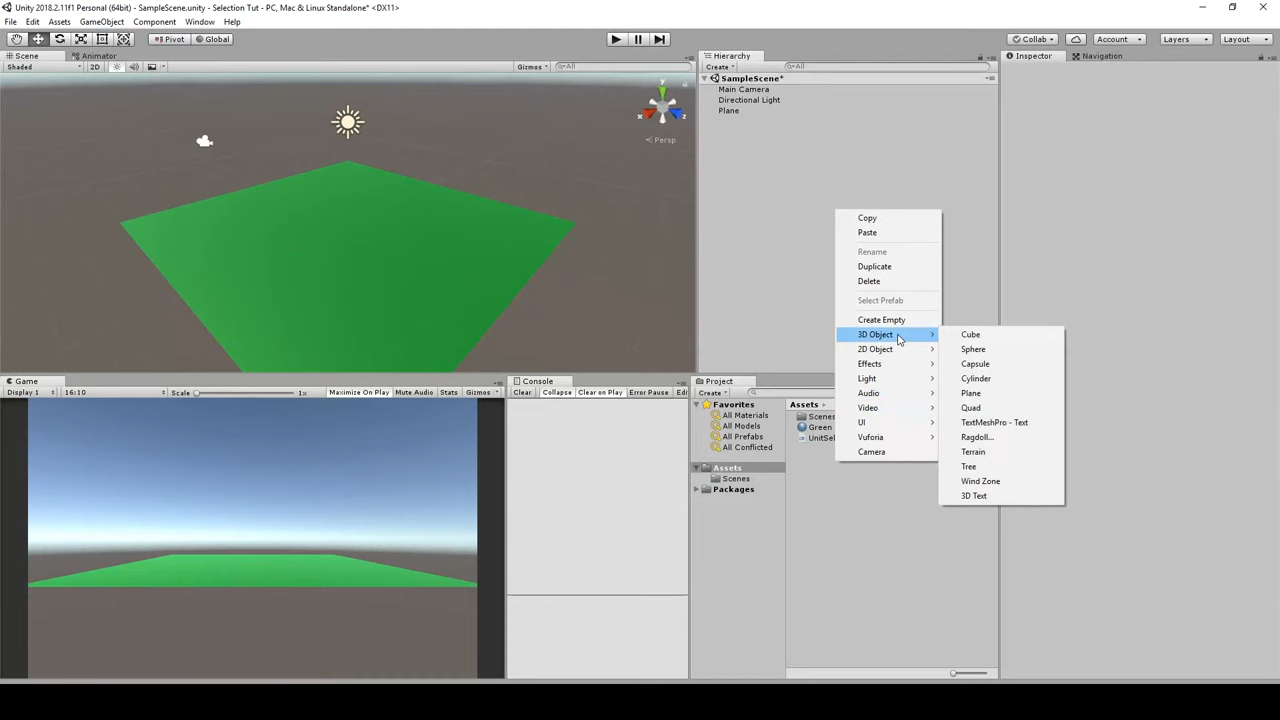 Unity 2018.2.11f1 Personal (64bit) - SampleScene.unity - Selection Tut - PC, Mac & Linux Standalone* <DX11>
File Edit Assets GameObject Component Window Help
Pivot Global Collab Account Layers Layout
Scene Animator
Shaded 2D Gizmos All
y
x z
Persp
Hierarchy
Create All
SampleScene*
Main Camera
Directional Light
Plane
Inspector Navigation
Copy
Paste
Rename
Duplicate
Delete
Select Prefab
Create Empty
3D Object
2D Object
Effects
Light
Audio
Video
UI
Vuforia
Camera
Cube
Sphere
Capsule
Cylinder
Plane
Quad
TextMeshPro - Text
Ragdoll...
Terrain
Tree
Wind Zone
3D Text
Game
Display 1 16:10 Scale 1x Maximize On Play Mute Audio Stats Gizmos
Console
Clear Collapse Clear on Play Error Pause
Project
Create
Favorites
All Materials
All Models
All Prefabs
All Conflicted
Assets
Scenes
Packages
Assets
Scenes
Green
UnitSel